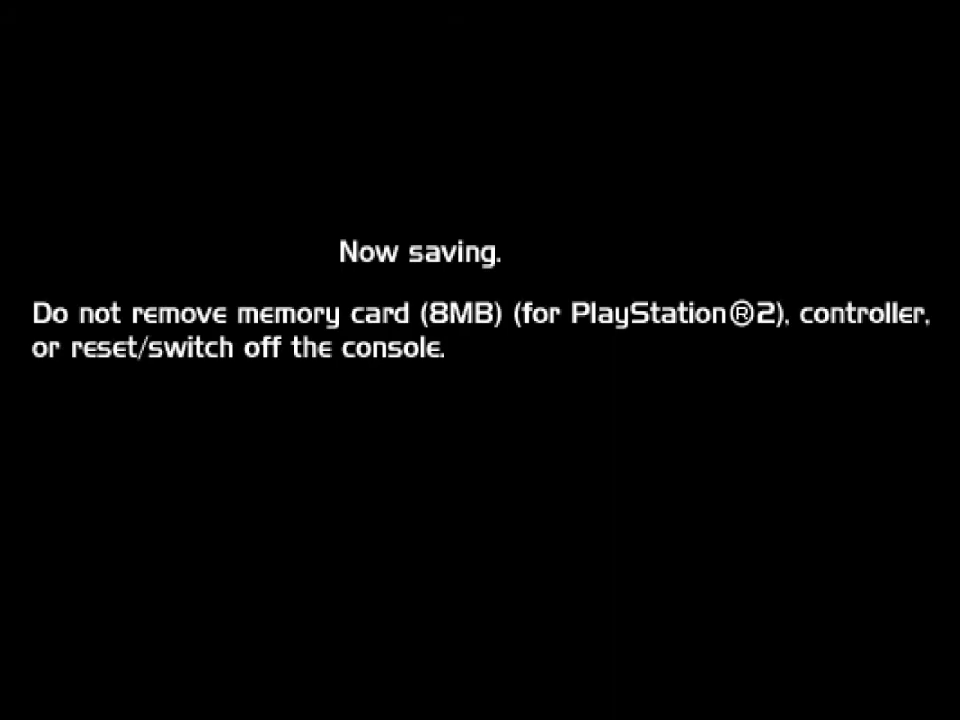 Now saving.
Do not remove memory card (8MB) (for PlayStation®2), controller,
or reset/switch off the console.